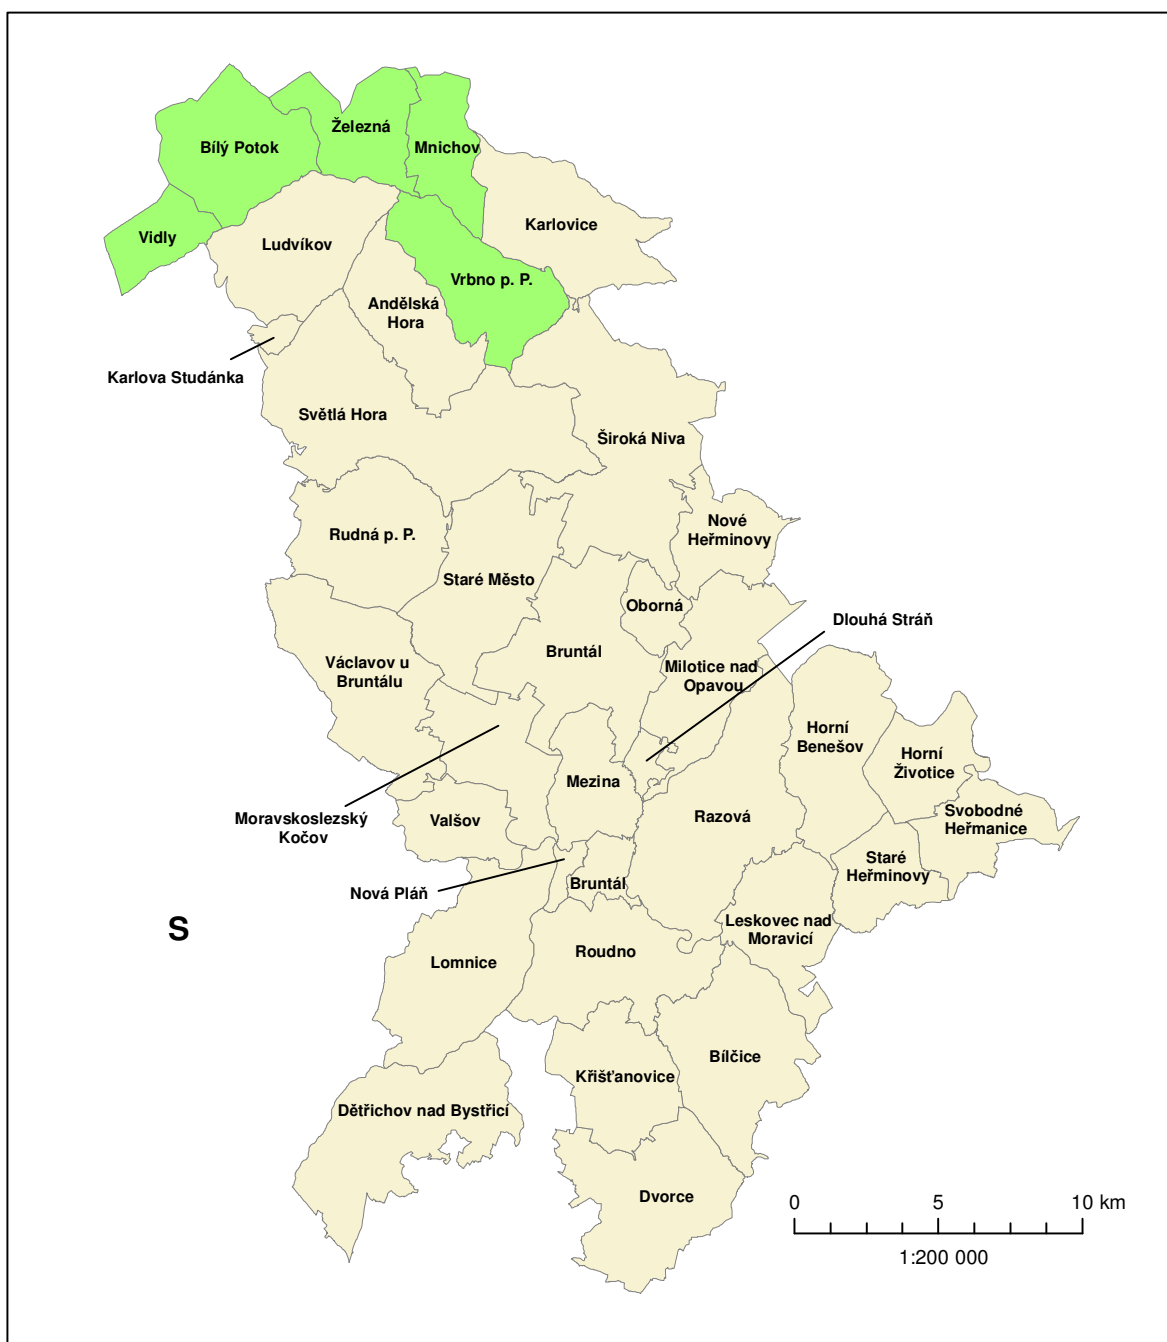 Železná
Bílý Potok
Mnichov
Karlovice
Vidly
Ludvíkov
Vrbno p. P.
Andělská
Hora
Karlova Studánka
Světlá Hora
Široká Niva
Nové
Heřminovy
Rudná p. P.
Staré Město
Oborná
Dlouhá Stráň
Bruntál
Václavov u
Bruntálu
Milotice nad
Opavou
Horní
Benešov
Horní
Životice
Mezina
Moravskoslezský
Kočov
Valšov
Razová
Svobodné
Heřmanice
Staré
Heřminovy
Nová Pláň
Bruntál
Leskovec nad
Moravicí
S
Lomnice
Roudno
Bílčice
Křišťanovice
Dětřichov nad Bystřicí
Dvorce
0 5 10 km
1:200 000